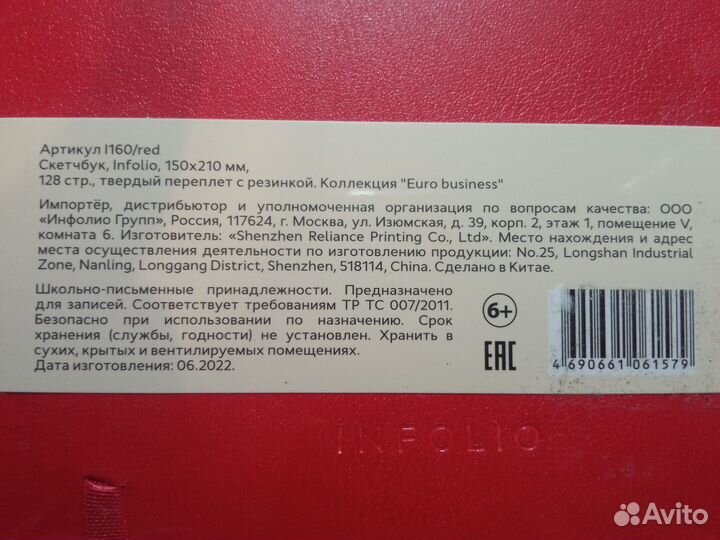 Артикул I160/red
Скетчбук, Infolio, 150x210 мм,
128 стр., твердый переплет с резинкой. Коллекция "Euro business"
Импортёр, дистрибьютор и уполномоченная организация по вопросам качества: ООО
«Инфолио Групп», Россия, 117624, г. Москва, ул. Изюмская, д. 39, корп. 2, этаж 1, помещение V,
комната 6. Изготовитель: «Shenzhen Reliance Printing Co., Ltd». Место нахождения и адрес
места осуществления деятельности по изготовлению продукции: No.25, Longshan Industrial
Zone, Nanling, Longgang District, Shenzhen, 518114, China. Сделано в Китае.
Школьно-письменные принадлежности. Предназначено
для записей. Соответствует требованиям ТР ТС 007/2011.
Безопасно при использовании по назначению. Срок
хранения (службы, годности) не установлен. Хранить в
сухих, крытых и вентилируемых помещениях.
Дата изготовления: 06.2022.
6+
EAC
4 690661 061579
INFOLIO
Avito